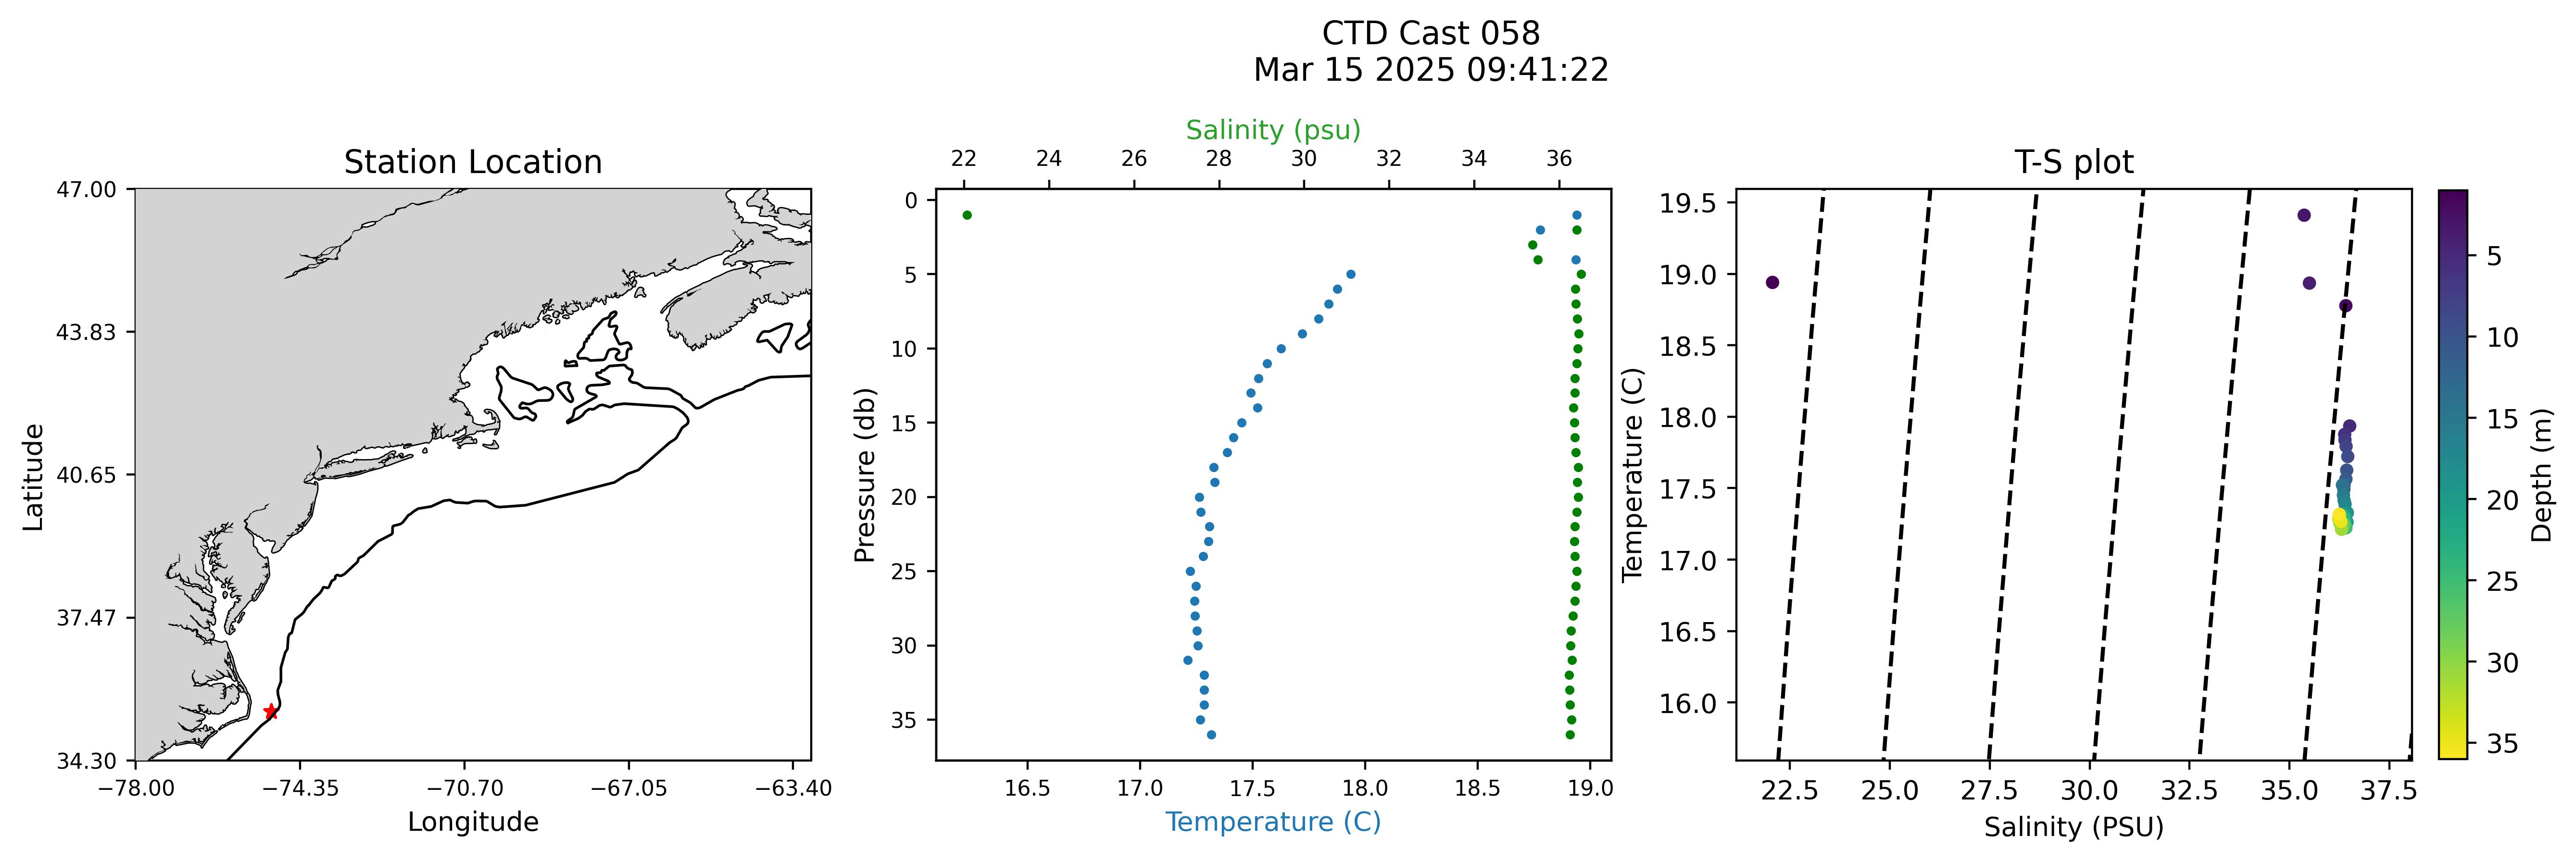 CTD Cast 058
Mar 15 2025 09:41:22
Station Location
47.00
43.83
40.65
37.47
34.30
Latitude
−78.00 −74.35 −70.70 −67.05 −63.40
Longitude
Salinity (psu)
22 24 26 28 30 32 34 36
0
5
10
15
20
25
30
35
Pressure (db)
16.5 17.0 17.5 18.0 18.5 19.0
Temperature (C)
T-S plot
19.5
19.0
18.5
18.0
17.5
17.0
16.5
16.0
Temperature (C)
22.5 25.0 27.5 30.0 32.5 35.0 37.5
Salinity (PSU)
5
10
15
20
25
30
35
Depth (m)